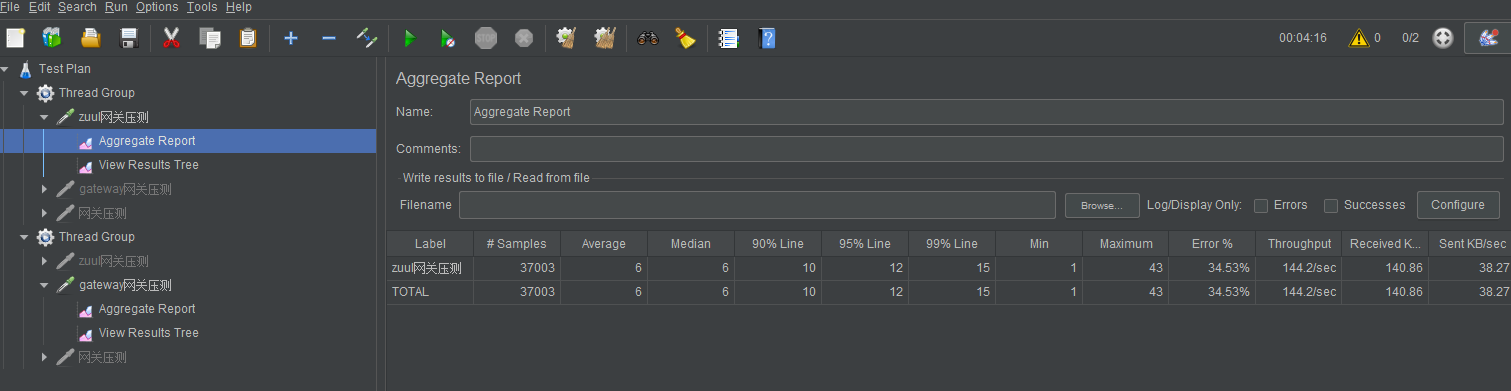 File Edit Search Run Options Tools Help
STOP 00:04:16 0 0/2
Test Plan
Thread Group
zuul网关压测
Aggregate Report
View Results Tree
gateway网关压测
网关压测
Thread Group
zuul网关压测
gateway网关压测
Aggregate Report
View Results Tree
网关压测
Aggregate Report
Name: Aggregate Report
Comments:
Write results to file / Read from file
Filename Browse... Log/Display Only: Errors Successes Configure
Label # Samples Average Median 90% Line 95% Line 99% Line Min Maximum Error % Throughput Received K... Sent KB/sec
zuul网关压测 37003 6 6 10 12 15 1 43 34.53% 144.2/sec 140.86 38.27
TOTAL 37003 6 6 10 12 15 1 43 34.53% 144.2/sec 140.86 38.27